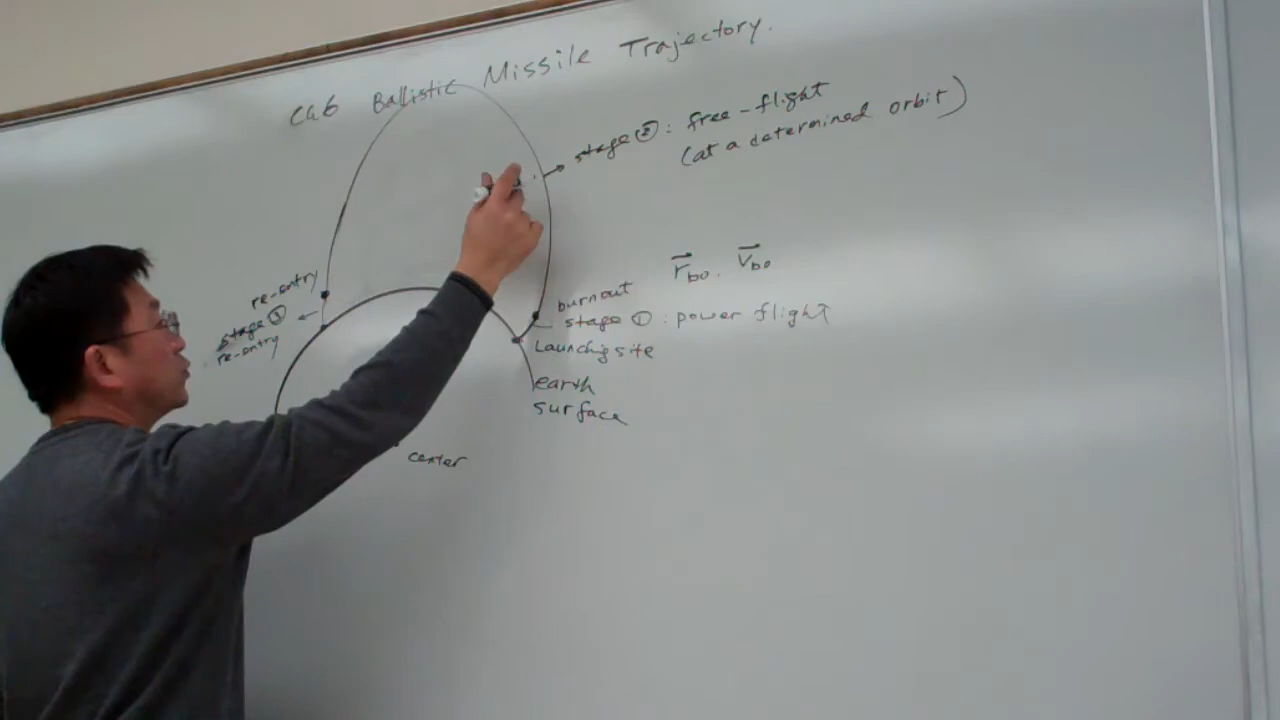 Ch6 Ballistic Missile Trajectory.
stage ②: free-flight
(at a determined orbit)
r⃗bo. v⃗bo
re-entry
stage ③
re-entry
burnout
stage ①: power flight
Launching site
earth
surface
center